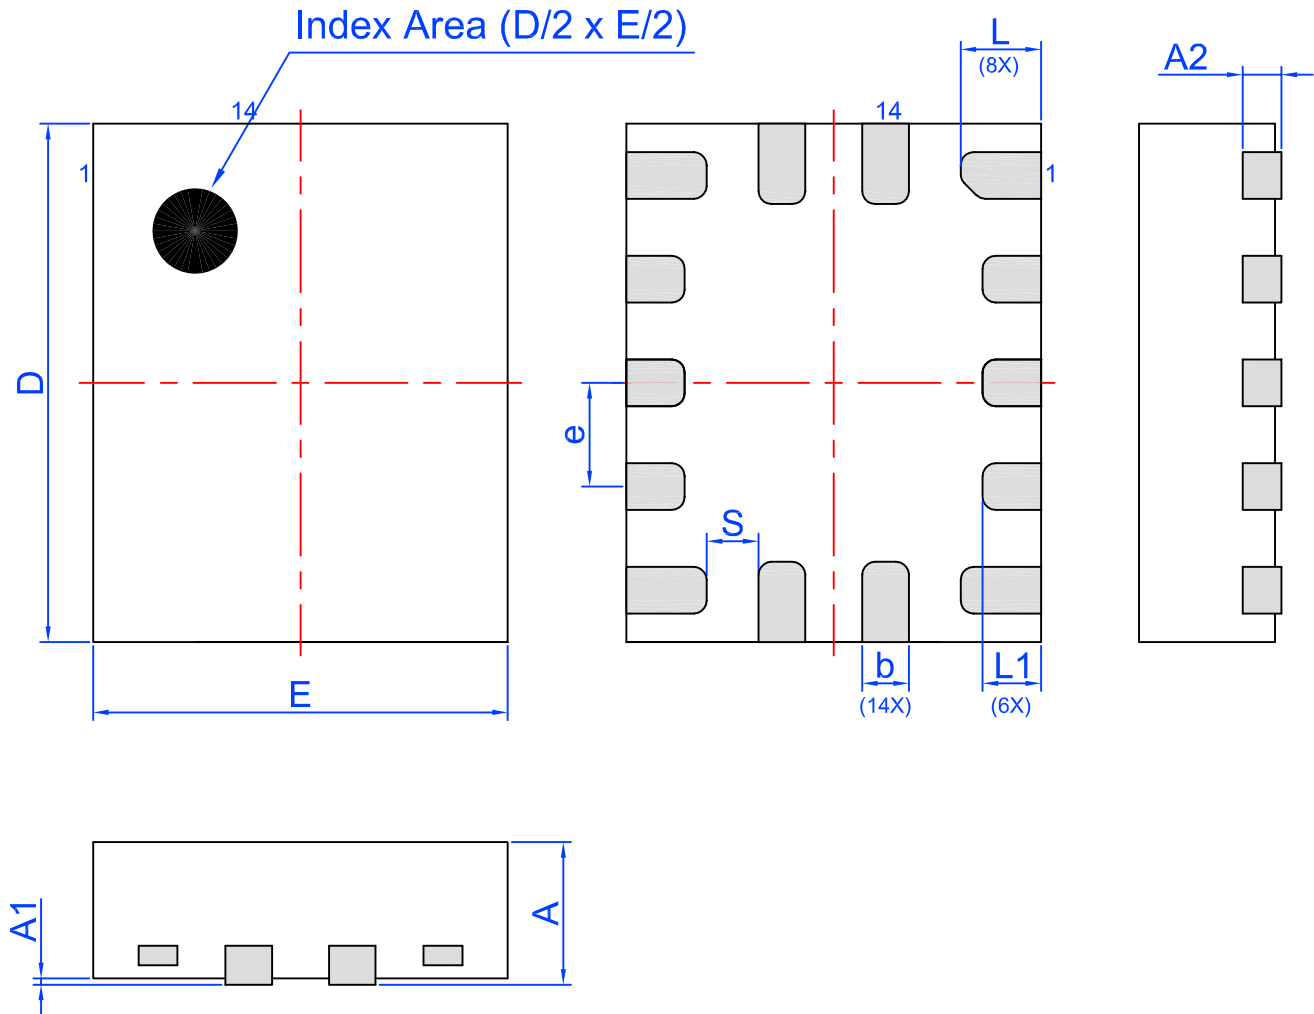 Index Area (D/2 x E/2)
L
(8X)
A2
14
14
1
1
D
e
S
b
(14X)
L1
(6X)
E
A1
A